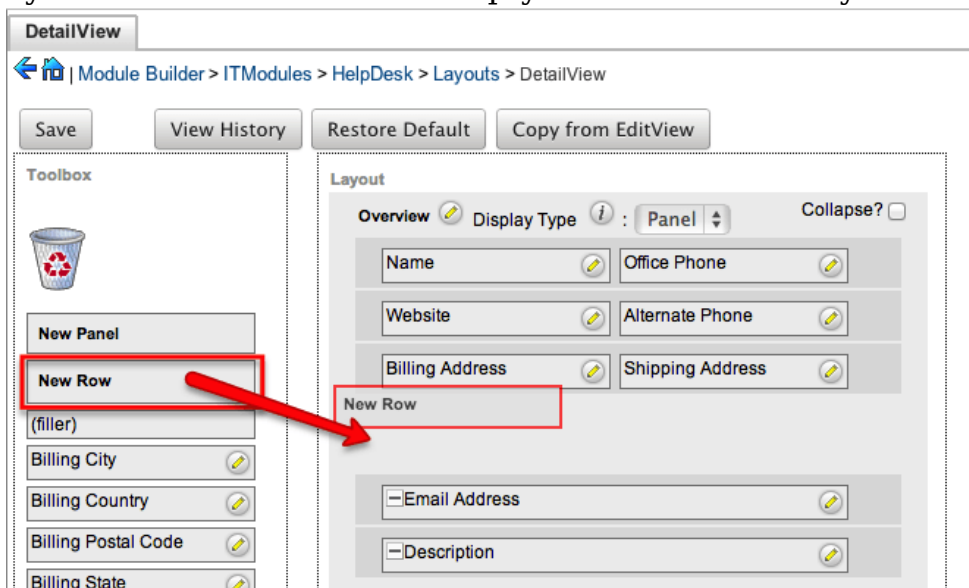 DetailView
| Module Builder > ITModules > HelpDesk > Layouts > DetailView
Save View History Restore Default Copy from EditView
Toolbox
New Panel
New Row
(filler)
Billing City
Billing Country
Billing Postal Code
Billing State
Layout
Overview Display Type i : Panel Collapse?
Name Office Phone
Website Alternate Phone
Billing Address Shipping Address
New Row
Email Address
Description